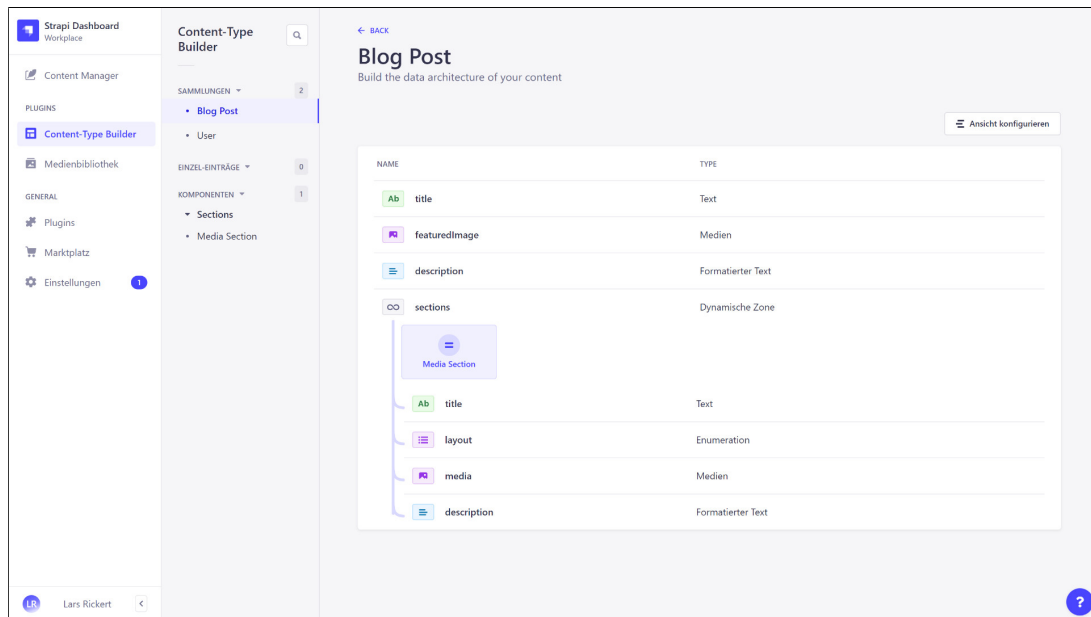 Strapi Dashboard
Workplace
Content Manager
PLUGINS
Content-Type Builder
Medienbibliothek
GENERAL
Plugins
Marktplatz
Einstellungen
1
LR
Lars Rickert
Content-Type
Builder
SAMMLUNGEN
2
Blog Post
User
EINZEL-EINTRÄGE
0
KOMPONENTEN
1
Sections
Media Section
← BACK
Blog Post
Build the data architecture of your content
Ansicht konfigurieren
NAME TYPE
Ab title Text
featuredImage Medien
description Formatierter Text
sections Dynamische Zone
Media Section
Ab title Text
layout Enumeration
media Medien
description Formatierter Text
?